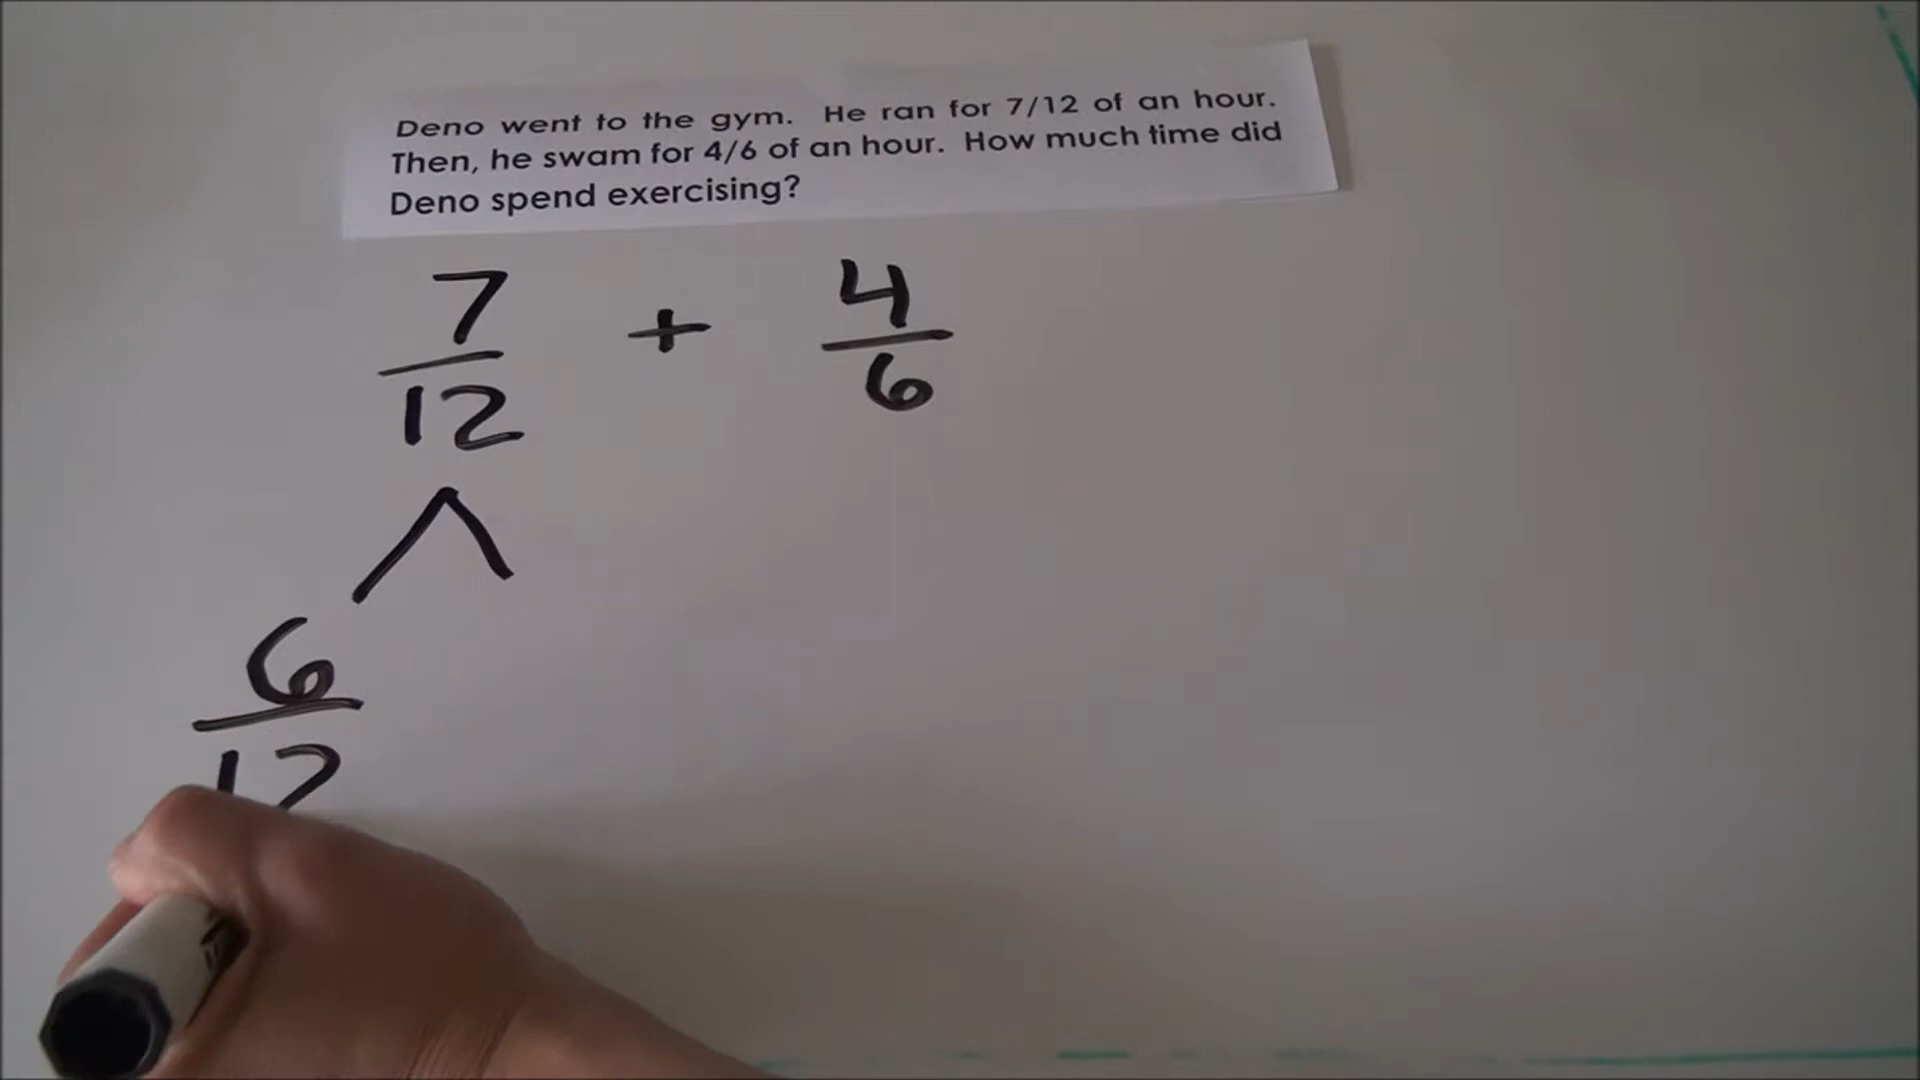 Deno went to the gym. He ran for 7/12 of an hour.
Then, he swam for 4/6 of an hour. How much time did
Deno spend exercising?
7 4
+
12 6
6
12